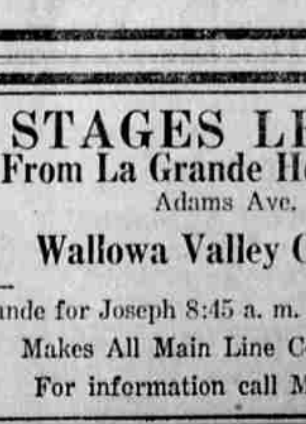 STAGES
From La Grande
Adams Ave.
Wallowa Valley
for Joseph 8:45 a. m.
Makes All Main Line
For information call